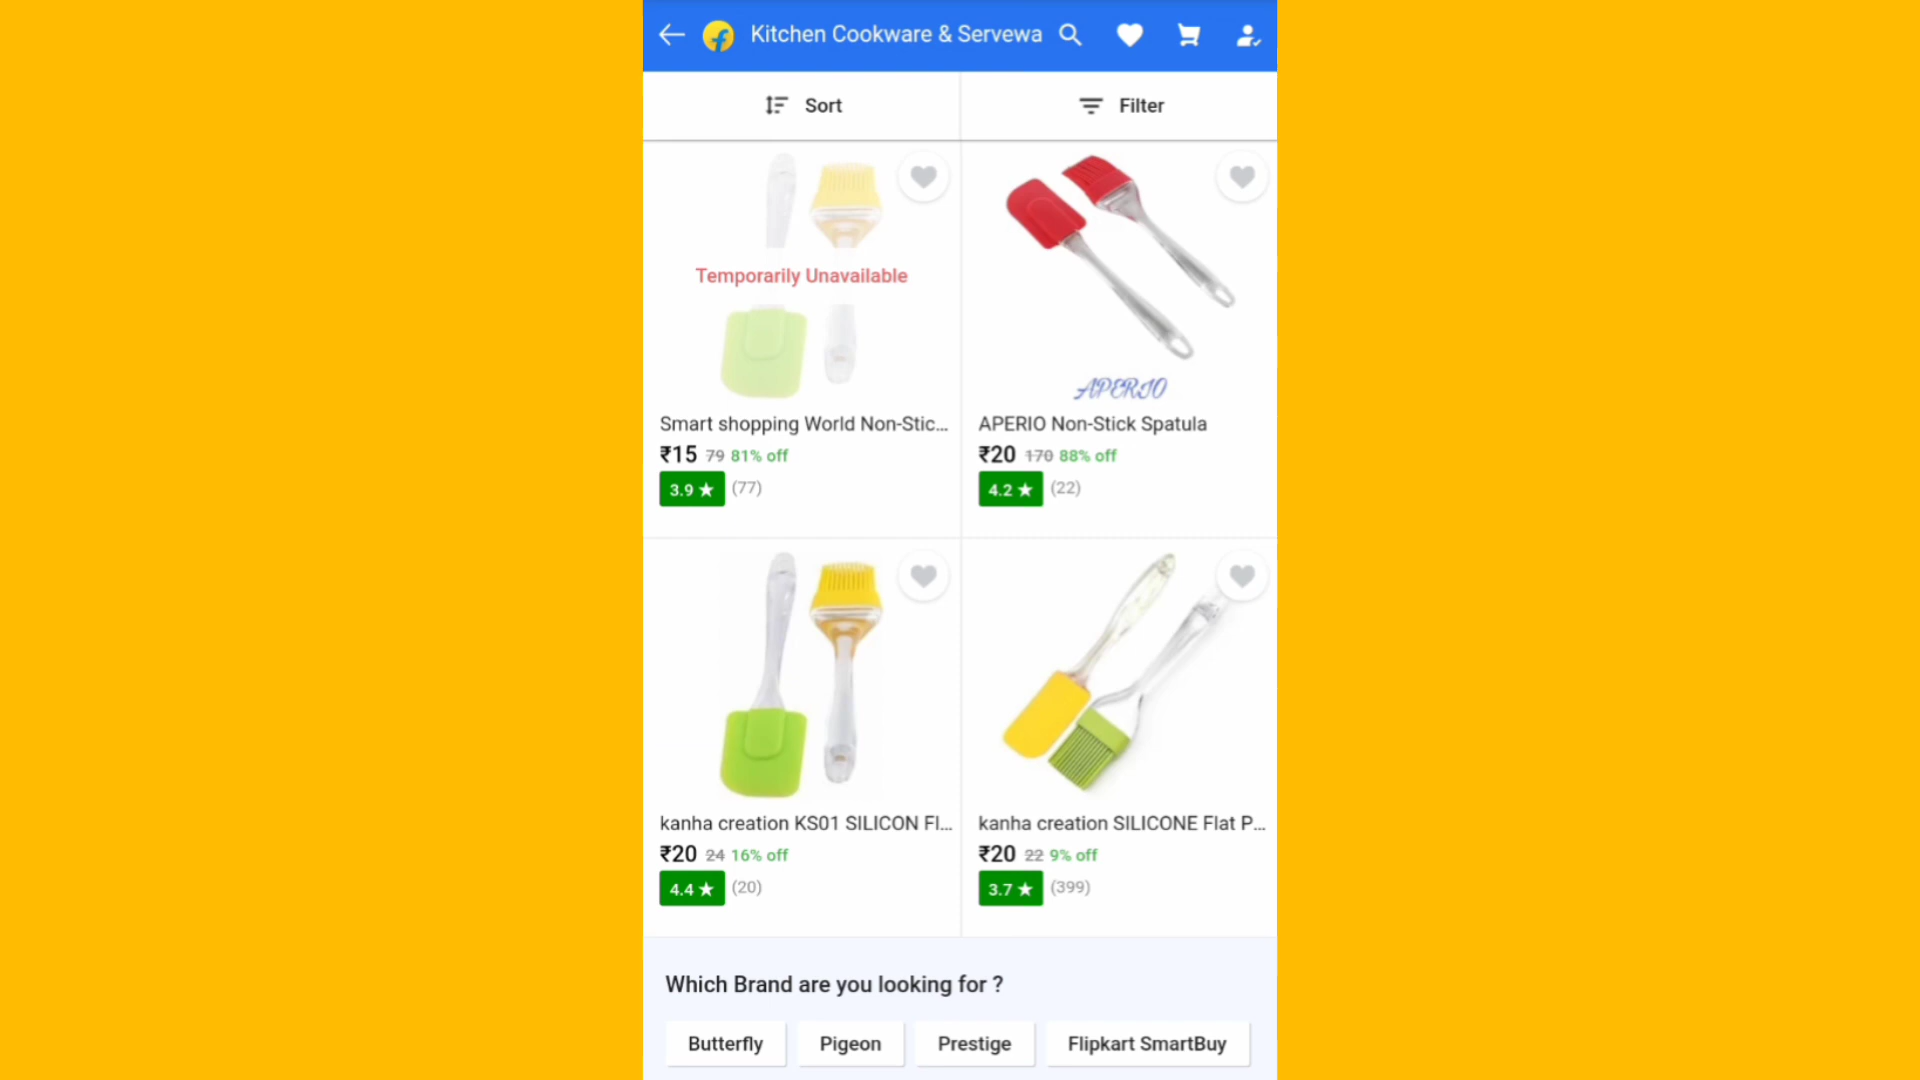 Kitchen Cookware & Servewa
Sort
Filter
Temporarily Unavailable
APERIO
Smart shopping World Non-Stic...
₹15 79 81% off
3.9 ★ (77)
APERIO Non-Stick Spatula
₹20 170 88% off
4.2 ★ (22)
kanha creation KS01 SILICON Fl...
₹20 24 16% off
4.4 ★ (20)
kanha creation SILICONE Flat P...
₹20 22 9% off
3.7 ★ (399)
Which Brand are you looking for ?
Butterfly
Pigeon
Prestige
Flipkart SmartBuy